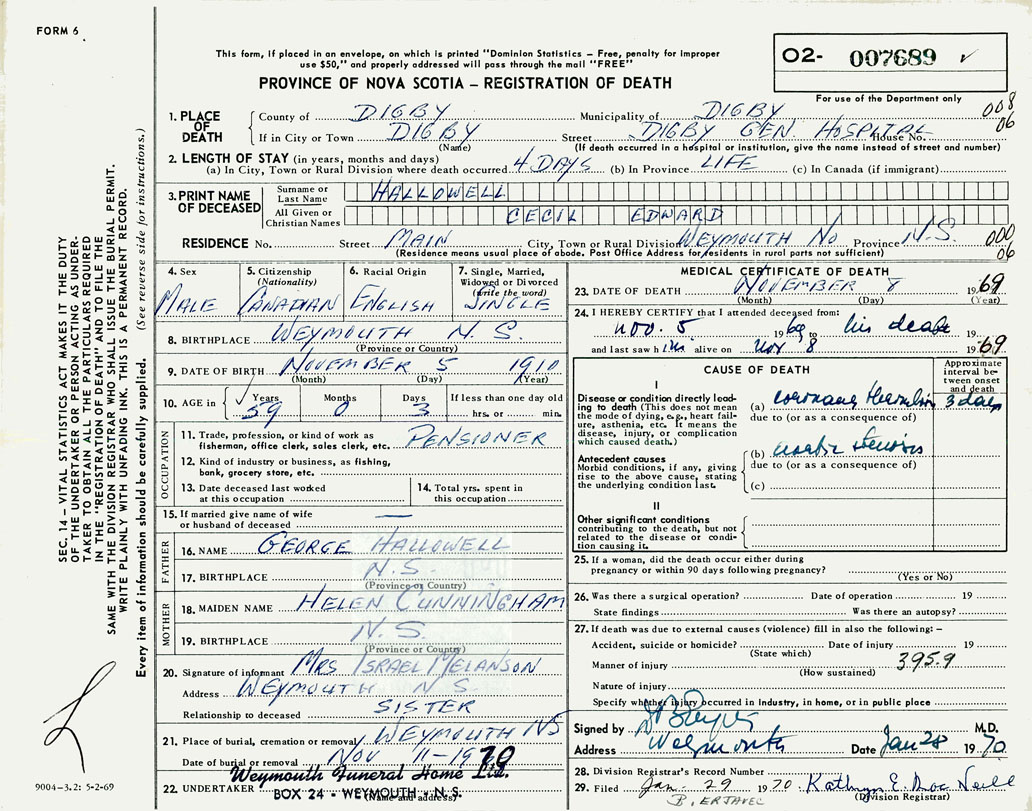 FORM 6
This form, if placed in an envelope, on which is printed "Dominion Statistics – Free, penalty for improper
use $50," and properly addressed will pass through the mail "FREE"
O2- 007689 ✓
For use of the Department only
PROVINCE OF NOVA SCOTIA – REGISTRATION OF DEATH
1. PLACE OF DEATH
County of DIGBY Municipality of DIGBY 008
If in City or Town DIGBY Street DIGBY GEN. HOSPITAL House No. 06
(Name) (If death occurred in a hospital or institution, give the name instead of street and number)
2. LENGTH OF STAY (in years, months and days)
(a) In City, Town or Rural Division where death occurred 4 DAYS (b) In Province LIFE (c) In Canada (if immigrant)
3. PRINT NAME OF DECEASED
Surname or Last Name HALLOWELL
All Given or Christian Names CECIL EDWARD
RESIDENCE No. Street MAIN City, Town or Rural Division WEYMOUTH No Province N.S. 000
(Residence means usual place of abode. Post Office Address for residents in rural parts not sufficient) 06
4. Sex MALE
5. Citizenship (Nationality) CANADIAN
6. Racial Origin ENGLISH
7. Single, Married, Widowed or Divorced (write the word) SINGLE
8. BIRTHPLACE WEYMOUTH N.S.
(Province or Country)
9. DATE OF BIRTH NOVEMBER 5 1910
(Month) (Day) (Year)
10. AGE in Years 59 Months 0 Days 3 If less than one day old hrs. or min.
OCCUPATION
11. Trade, profession, or kind of work as fisherman, office clerk, sales clerk, etc. PENSIONER
12. Kind of industry or business, as fishing, bank, grocery store, etc.
13. Date deceased last worked at this occupation
14. Total yrs. spent in this occupation
15. If married give name of wife or husband of deceased —
FATHER
16. NAME GEORGE HALLOWELL
17. BIRTHPLACE N.S.
(Province or Country)
MOTHER
18. MAIDEN NAME HELEN CUNNINGHAM
19. BIRTHPLACE N.S.
(Province or Country)
20. Signature of informant MRS ISRAEL MELANSON
Address WEYMOUTH N S
Relationship to deceased SISTER
21. Place of burial, cremation or removal WEYMOUTH NS
Date of burial or removal NOV 11-1970
Weymouth Funeral Home Ltd.
22. UNDERTAKER BOX 24 - WEYMOUTH - N.S.
(Name and address)
MEDICAL CERTIFICATE OF DEATH
23. DATE OF DEATH NOVEMBER 8 1969
(Month) (Day) (Year)
24. I HEREBY CERTIFY that I attended deceased from:
Nov. 5 1969 to his death 19
and last saw him alive on Nov 8 1969
CAUSE OF DEATH
Approximate interval between onset and death
I
Disease or condition directly leading to death (This does not mean the mode of dying, e.g., heart failure, asthenia, etc. It means the disease, injury, or complication which caused death.)
(a) coronary 3 days
due to (or as a consequence of)
Antecedent causes
Morbid conditions, if any, giving rise to the above cause, stating the underlying condition last.
(b) stenosis
due to (or as a consequence of)
(c)
II
Other significant conditions contributing to the death, but not related to the disease or condition causing it.
25. If a woman, did the death occur either during pregnancy or within 90 days following pregnancy?
(Yes or No)
26. Was there a surgical operation? Date of operation 19
State findings Was there an autopsy?
27. If death was due to external causes (violence) fill in also the following: –
Accident, suicide or homicide? Date of injury 19
(State which)
Manner of injury 395.9
(How sustained)
Nature of injury
Specify whether injury occurred in Industry, in home, or in public place
Signed by M.D.
Address Weymouth Date Jan 28 1970
28. Division Registrar's Record Number
29. Filed Jan. 29 1970 Kathryn E. Mac Neill
B. ERJAVEC (Division Registrar)
SEC. 14 – VITAL STATISTICS ACT MAKES IT THE DUTY
OF THE UNDERTAKER OR PERSON ACTING AS UNDER-
TAKER TO OBTAIN ALL THE PARTICULARS REQUIRED
IN THE "REGISTRATION OF DEATH" AND TO FILE THE
SAME WITH THE DIVISION REGISTRAR WHO SHALL ISSUE THE BURIAL PERMIT.
WRITE PLAINLY WITH UNFADING INK. THIS IS A PERMANENT RECORD.
Every item of information should be carefully supplied. (See reverse side for instructions.)
9004-3.2: 5-2-69